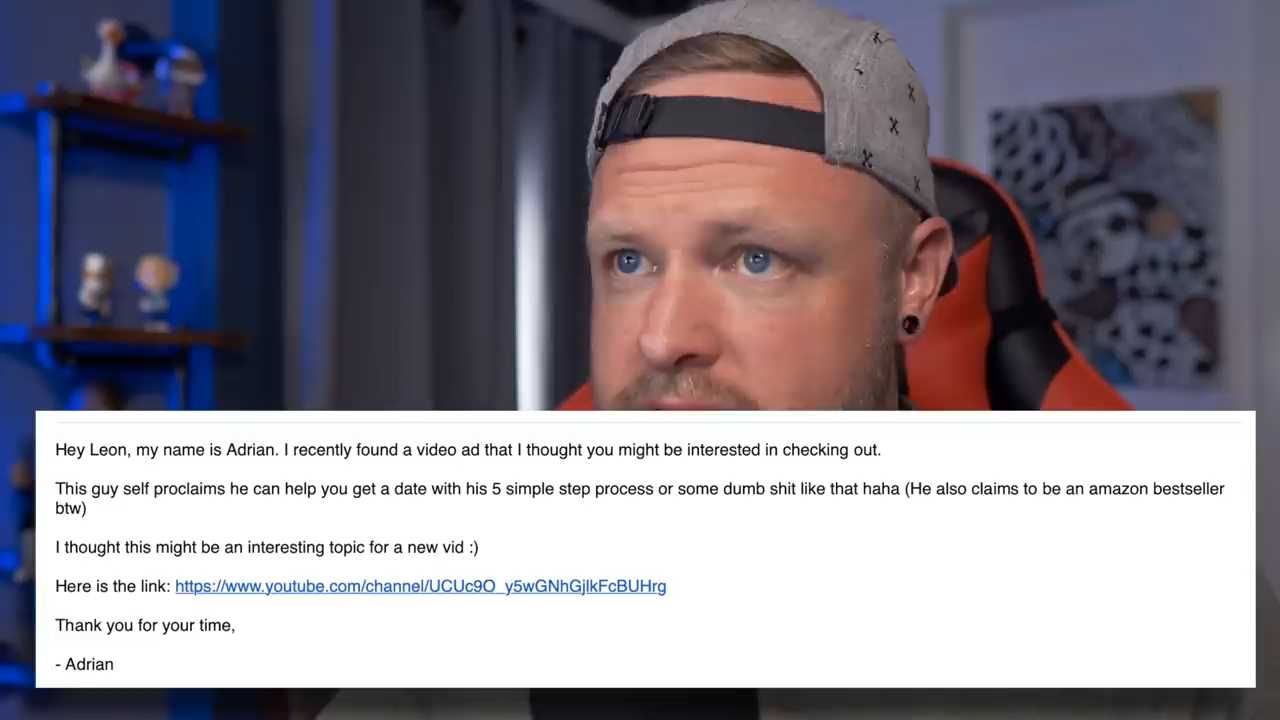 Hey Leon, my name is Adrian. I recently found a video ad that I thought you might be interested in checking out.
This guy self proclaims he can help you get a date with his 5 simple step process or some dumb shit like that haha (He also claims to be an amazon bestseller
btw)
I thought this might be an interesting topic for a new vid :)
Here is the link: https://www.youtube.com/channel/UCUc9O_y5wGNhGjlkFcBUHrg
Thank you for your time,
- Adrian